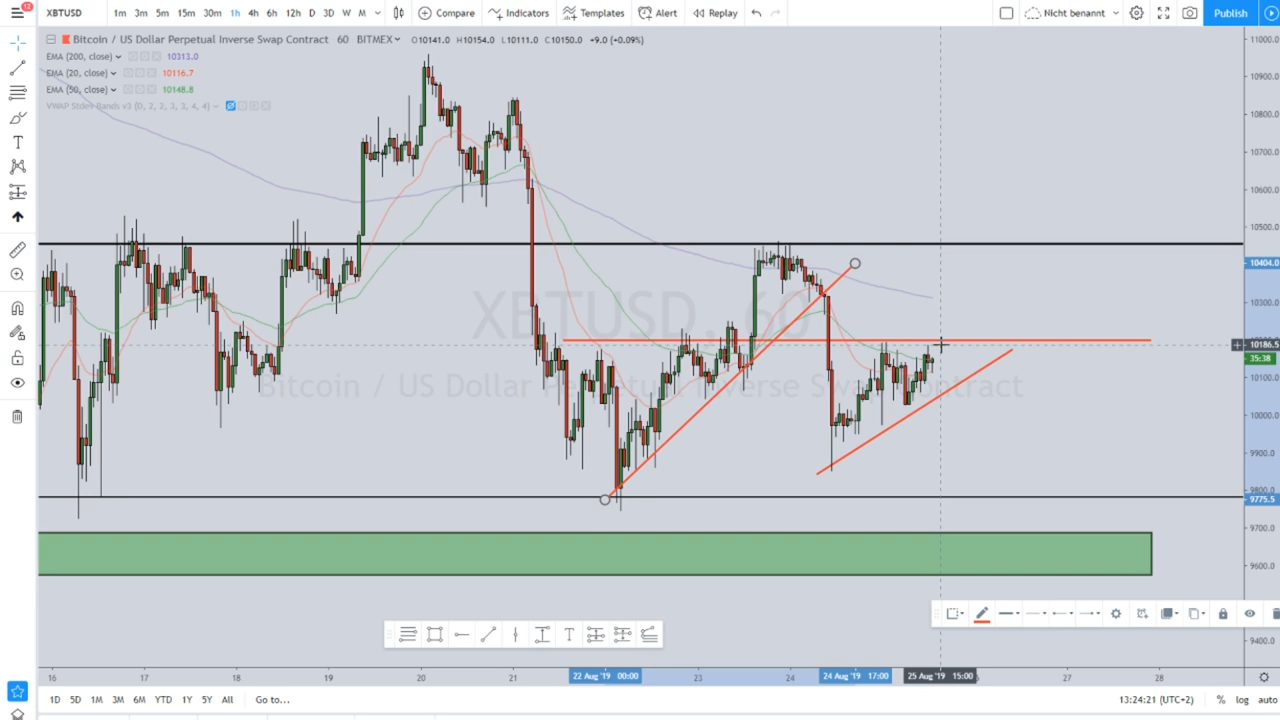 12
XBTUSD 1m 3m 5m 15m 30m 1h 4h 6h 12h D 3D W M Compare Indicators Templates Alert Replay Nicht benannt Publish
Bitcoin / US Dollar Perpetual Inverse Swap Contract 60 BITMEX O10141.0 H10154.0 L10111.0 C10150.0 +9.0 (+0.09%)
EMA (200, close) 10313.0
EMA (20, close) 10116.7
EMA (50, close) 10148.8
VWAP Stdev Bands v2 (D, 2, 2, 3, 3, 4, 4)
XBTUSD, 60
Bitcoin / US Dollar Perpetual Inverse Swap Contract
11000.0
10900.0
10800.0
10700.0
10600.0
10500.0
10404.0
10300.0
10186.5
35:38
10100.0
10000.0
9900.0
9800.0
9775.5
9700.0
9600.0
9400.0
16 17 18 19 20 21 22 Aug '19 00:00 23 24 24 Aug '19 17:00 25 Aug '19 15:00 27 28
1D 5D 1M 3M 6M YTD 1Y 5Y All Go to... 13:24:21 (UTC+2) % log auto